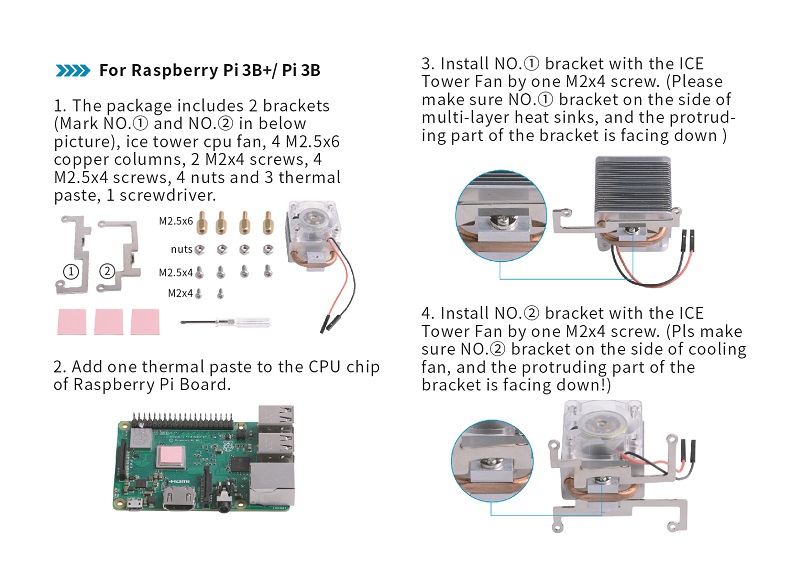 For Raspberry Pi 3B+/ Pi 3B
1. The package includes 2 brackets
(Mark NO.① and NO.② in below
picture), ice tower cpu fan, 4 M2.5x6
copper columns, 2 M2x4 screws, 4
M2.5x4 screws, 4 nuts and 3 thermal
paste, 1 screwdriver.
M2.5x6
nuts
M2.5x4
M2x4
①
②
2. Add one thermal paste to the CPU chip
of Raspberry Pi Board.
HDMI
3. Install NO.① bracket with the ICE
Tower Fan by one M2x4 screw. (Please
make sure NO.① bracket on the side of
multi-layer heat sinks, and the protrud-
ing part of the bracket is facing down )
4. Install NO.② bracket with the ICE
Tower Fan by one M2x4 screw. (Pls make
sure NO.② bracket on the side of cooling
fan, and the protruding part of the
bracket is facing down!)